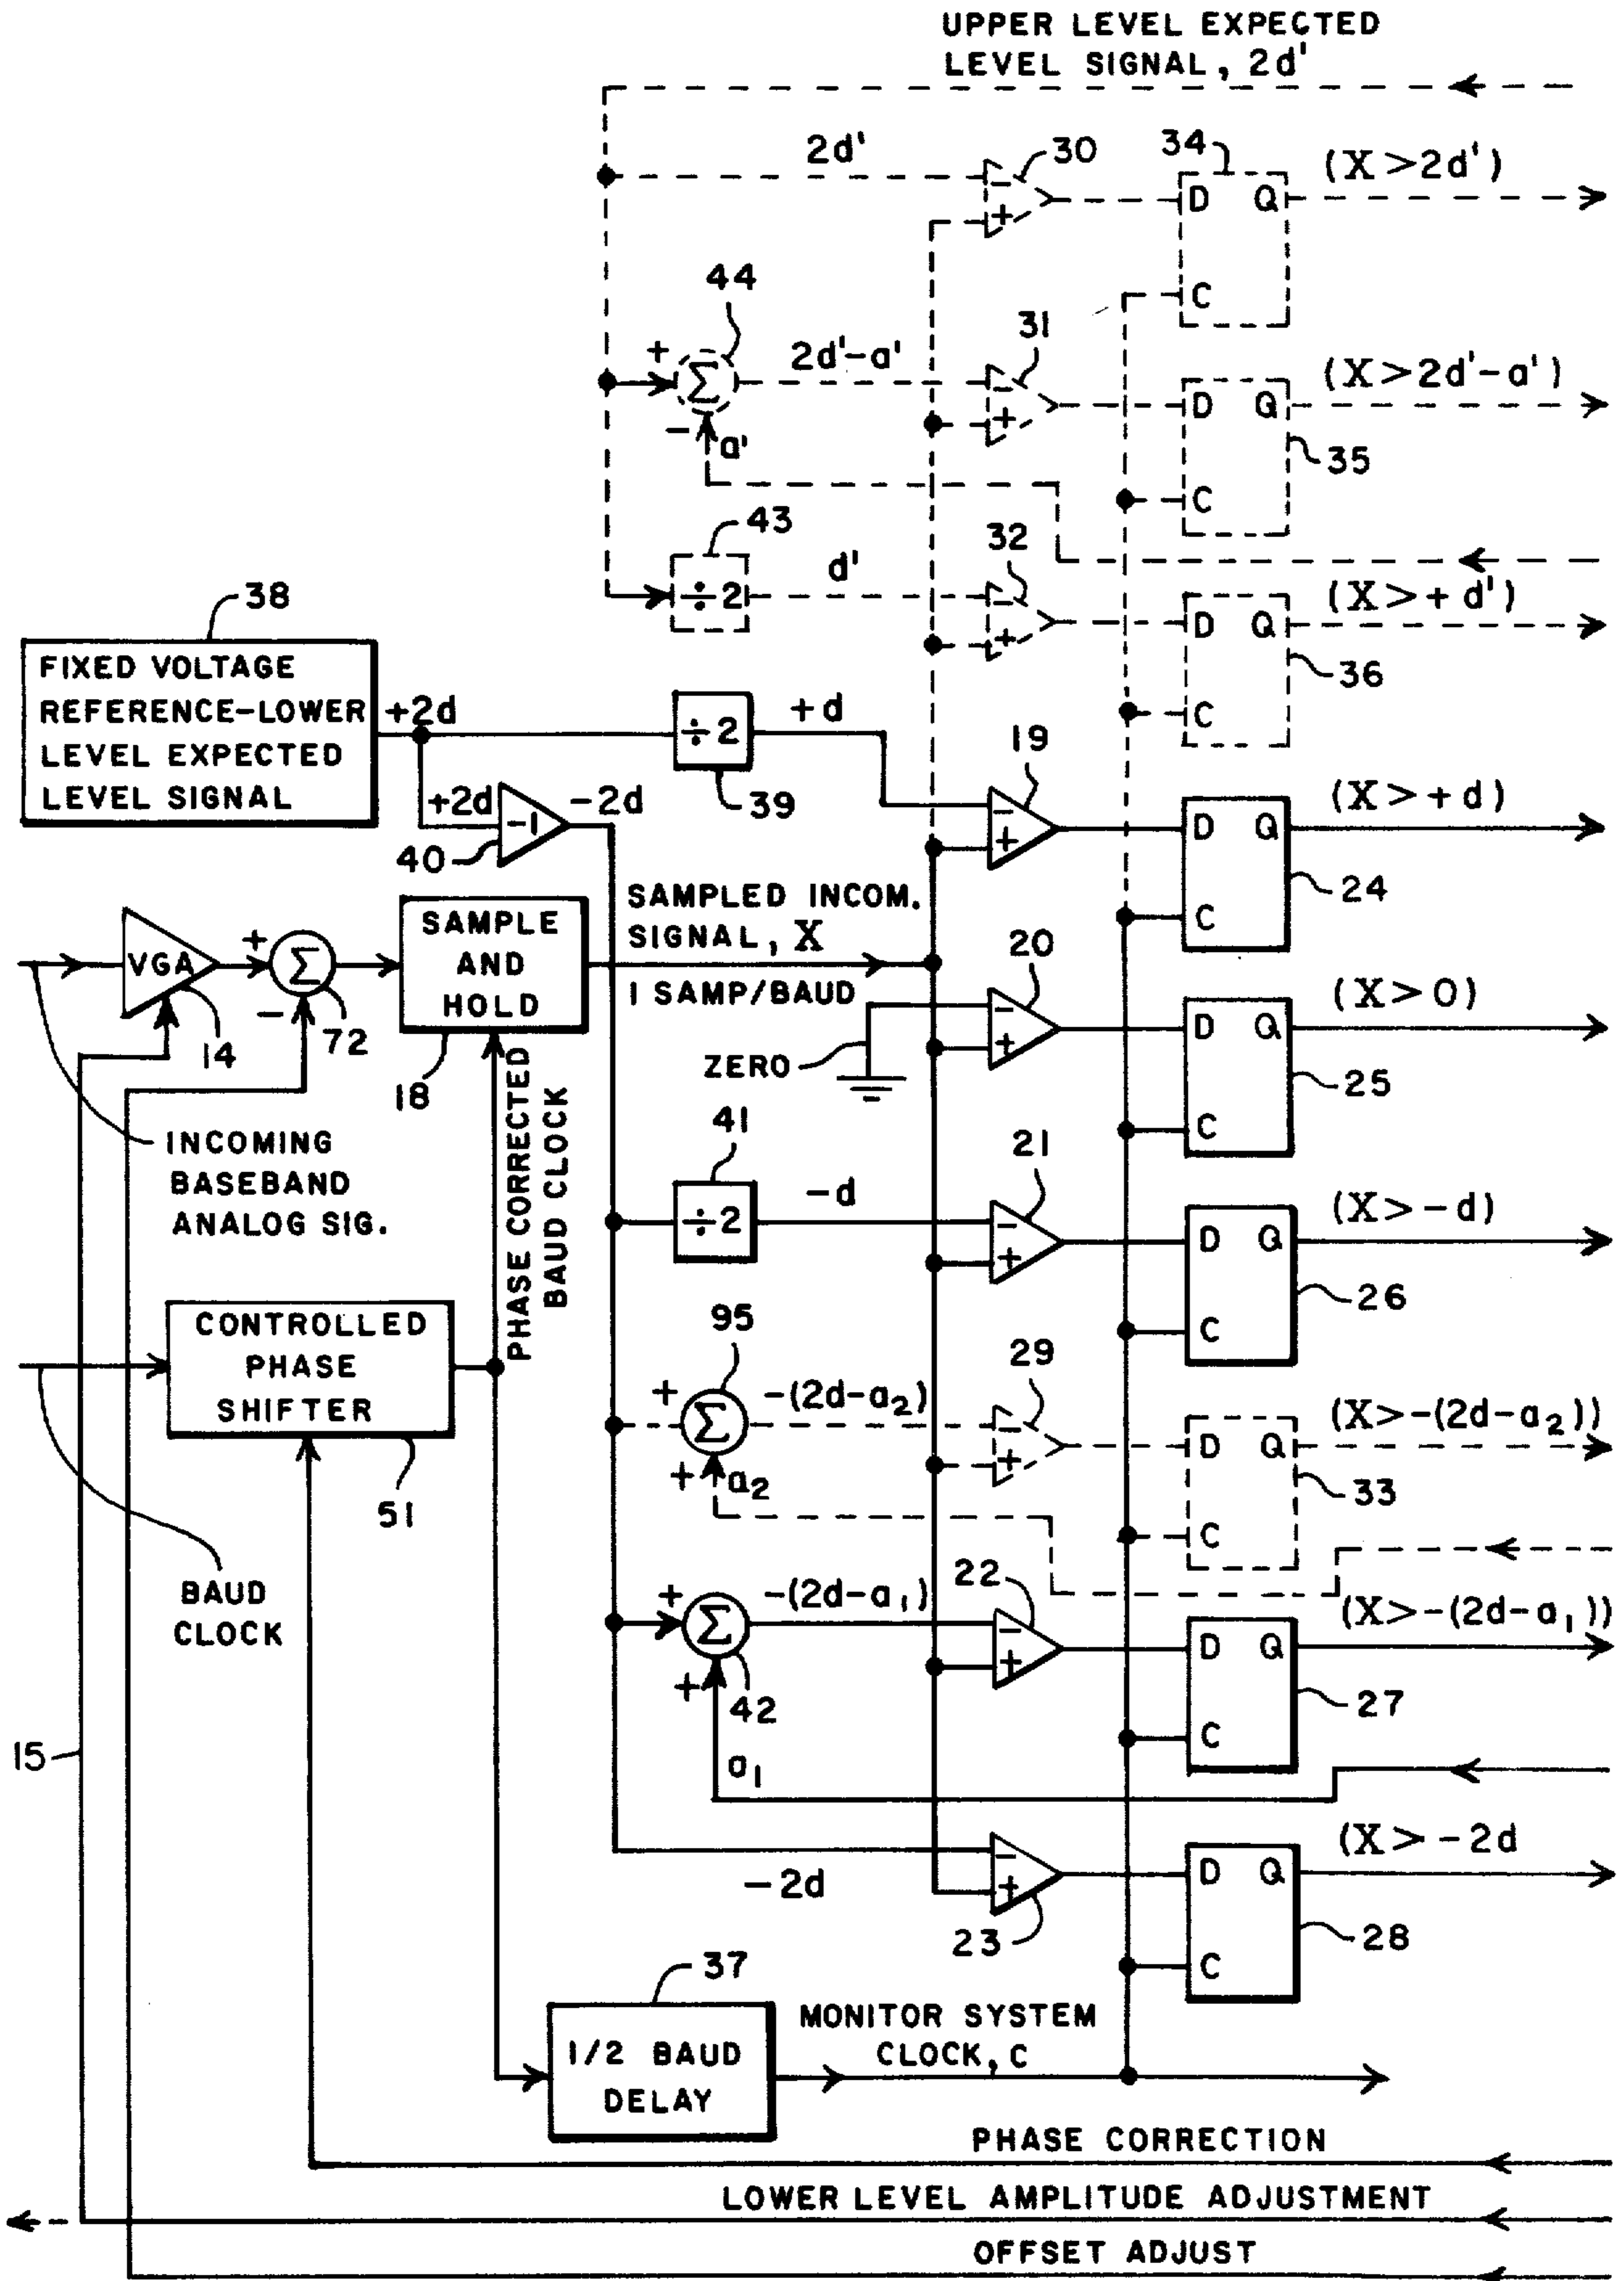 UPPER LEVEL EXPECTED
LEVEL SIGNAL, 2d'
2d'
- +
30
34
D Q
C
(X>2d')
44
+ Σ
2d'-a'
- a'
- +
31
D Q
C
35
(X>2d'-a')
43
÷2
d'
32
- +
D Q
C
36
(X>+d')
38
FIXED VOLTAGE
REFERENCE-LOWER
LEVEL EXPECTED
LEVEL SIGNAL
+2d
÷2
+d
39
+2d
-1
-2d
40
19
- +
D Q
C
24
(X>+d)
VGA
14
+ Σ
-
72
SAMPLE
AND
HOLD
18
SAMPLED INCOM.
SIGNAL, X
1 SAMP/BAUD
20
- +
ZERO
D Q
C
25
(X>0)
INCOMING
BASEBAND
ANALOG SIG.
PHASE CORRECTED
BAUD CLOCK
41
÷2
-d
21
- +
D Q
C
26
(X>-d)
CONTROLLED
PHASE
SHIFTER
51
95
+ Σ
-(2d-a2)
+ a2
29
- +
D Q
C
33
(X>-(2d-a2))
BAUD
CLOCK
+ Σ
-(2d-a1)
+
42
a1
22
- +
D Q
C
27
(X>-(2d-a1))
15
-2d
- +
23
D Q
C
28
(X>-2d
37
1/2 BAUD
DELAY
MONITOR SYSTEM
CLOCK, C
PHASE CORRECTION
LOWER LEVEL AMPLITUDE ADJUSTMENT
OFFSET ADJUST